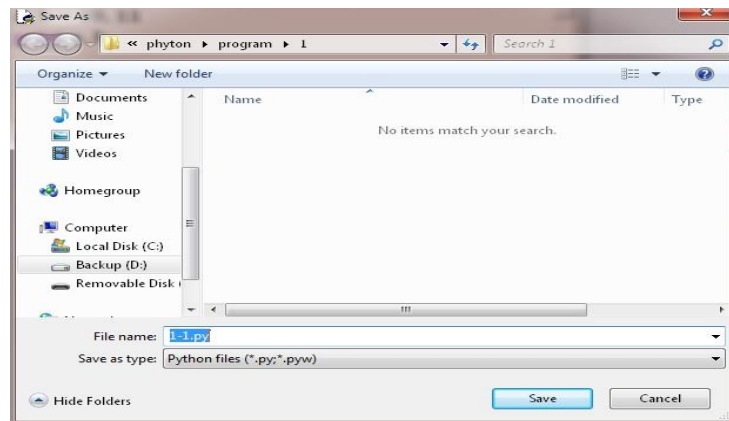 Save As
« phyton ▸ program ▸ 1
Search 1
Organize ▾ New folder
Documents
Music
Pictures
Videos
Homegroup
Computer
Local Disk (C:)
Backup (D:)
Removable Disk
Name Date modified Type
No items match your search.
File name: 1-1.py
Save as type: Python files (*.py;*.pyw)
Hide Folders Save Cancel